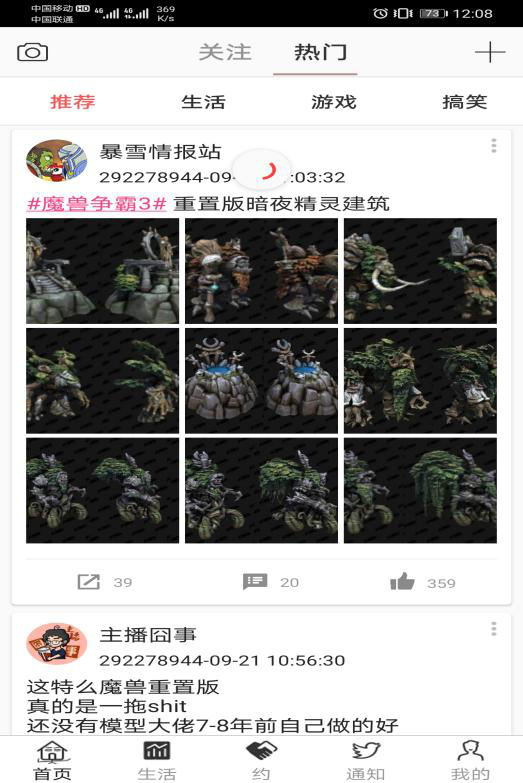 中国移动 HD 4G 4G 369 73 12:08
中国联通 K/s
关注 热门
推荐 生活 游戏 搞笑
暴雪情报站
292278944-09- :03:32
#魔兽争霸3# 重置版暗夜精灵建筑
39 20 359
主播囧事
292278944-09-21 10:56:30
这特么魔兽重置版
真的是一拖shit
还没有模型大佬7-8年前自己做的好
首页 生活 约 通知 我的